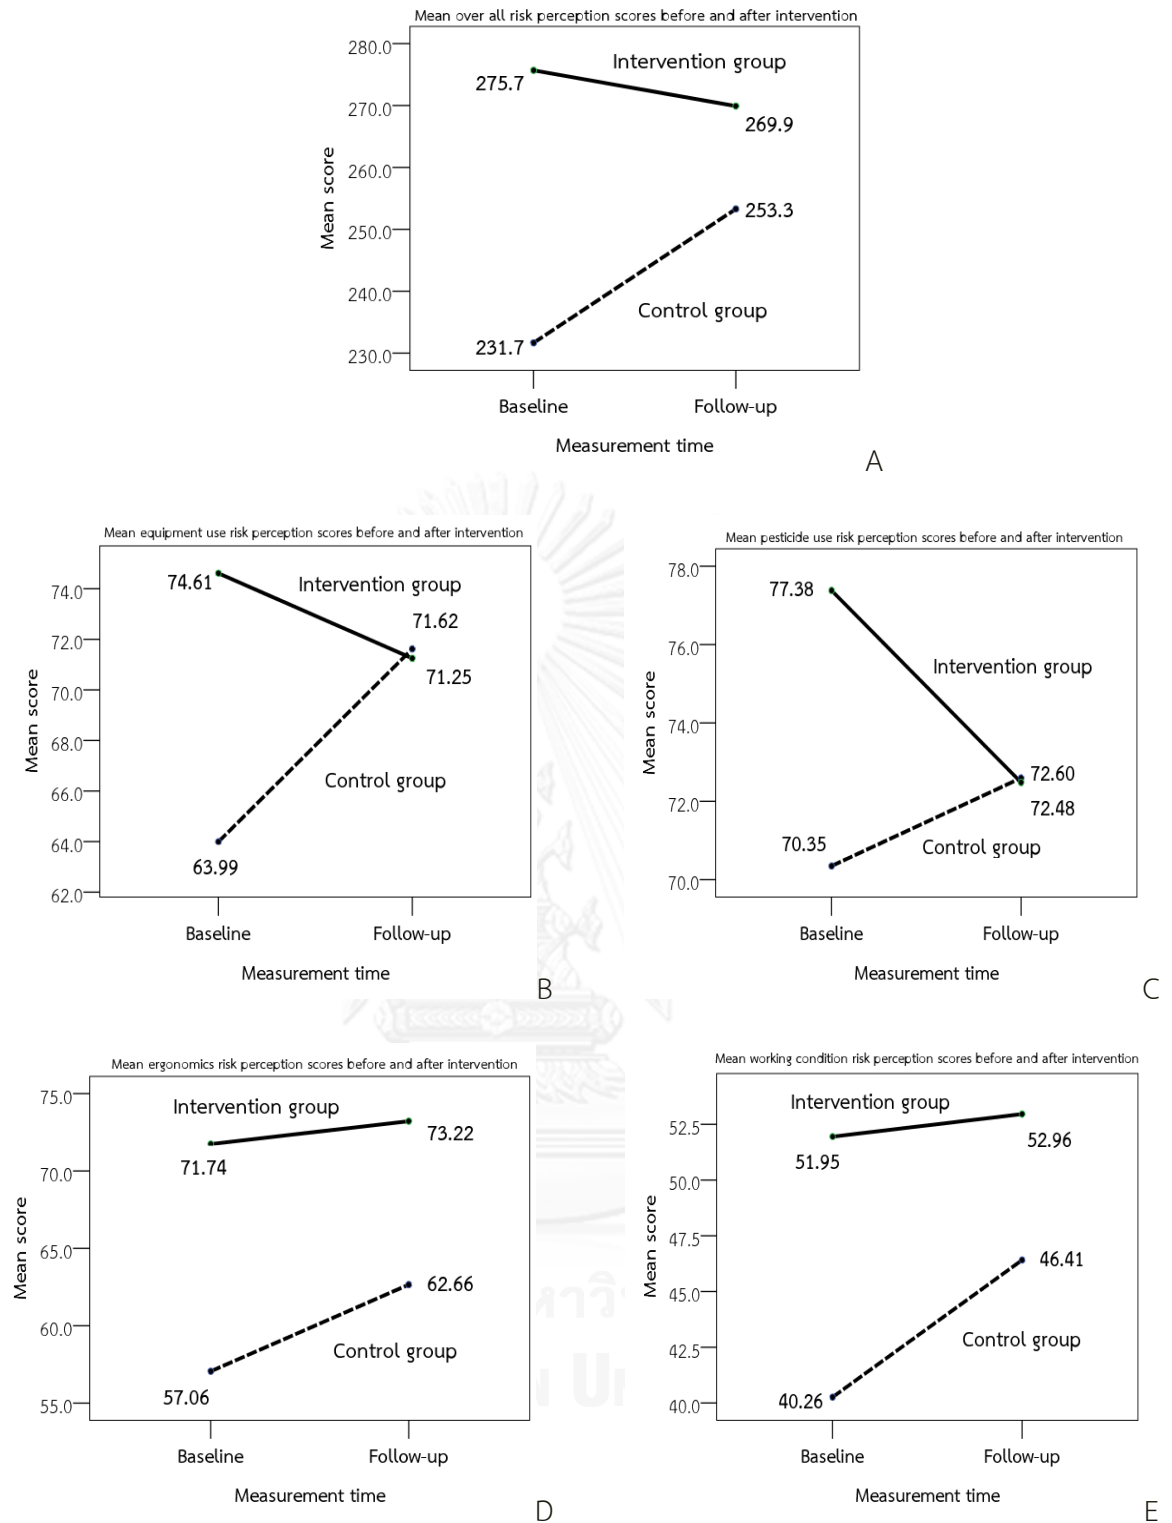 Mean over all risk perception scores before and after intervention
280.0
Intervention group
275.7
270.0
269.9
260.0
Mean score
253.3
250.0
240.0
Control group
231.7
230.0
Baseline
Follow-up
Measurement time
A
Mean equipment use risk perception scores before and after intervention
74.61
74.0
Intervention group
71.62
72.0
71.25
70.0
Mean score
68.0
Control group
66.0
64.0
63.99
62.0
Baseline
Follow-up
Measurement time
B
Mean pesticide use risk perception scores before and after intervention
78.0
77.38
76.0
Intervention group
Mean score
74.0
72.60
72.0
72.48
70.35
Control group
70.0
Baseline
Follow-up
Measurement time
C
Mean ergonomics risk perception scores before and after intervention
75.0
Intervention group
73.22
71.74
70.0
Mean score
65.0
62.66
60.0
Control group
57.06
55.0
Baseline
Follow-up
Measurement time
D
Mean working condition risk perception scores before and after intervention
Intervention group
52.5
52.96
51.95
50.0
Mean score
47.5
46.41
45.0
Control group
42.5
40.26
40.0
Baseline
Follow-up
Measurement time
E